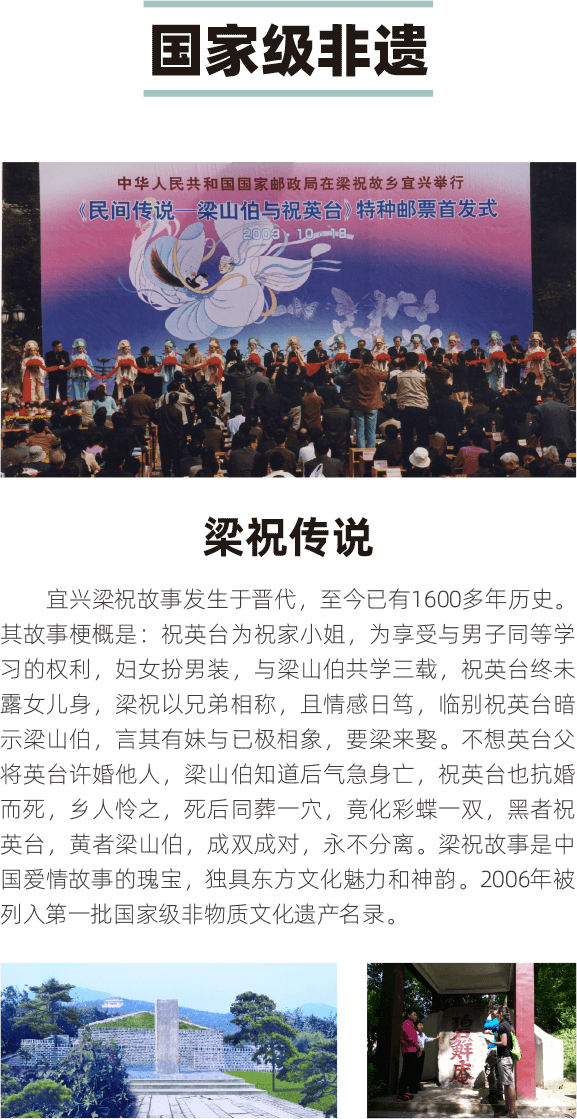 国家级非遗
中华人民共和国国家邮政局在梁祝故乡宜兴举行
《民间传说—梁山伯与祝英台》特种邮票首发式
2003·10·18
梁祝传说
宜兴梁祝故事发生于晋代，至今已有1600多年历史。
其故事梗概是：祝英台为祝家小姐，为享受与男子同等学
习的权利，妇女扮男装，与梁山伯共学三载，祝英台终未
露女儿身，梁祝以兄弟相称，且情感日笃，临别祝英台暗
示梁山伯，言其有妹与已极相象，要梁来娶。不想英台父
将英台许婚他人，梁山伯知道后气急身亡，祝英台也抗婚
而死，乡人怜之，死后同葬一穴，竟化彩蝶一双，黑者祝
英台，黄者梁山伯，成双成对，永不分离。梁祝故事是中
国爱情故事的瑰宝，独具东方文化魅力和神韵。2006年被
列入第一批国家级非物质文化遗产名录。
碧鲜庵